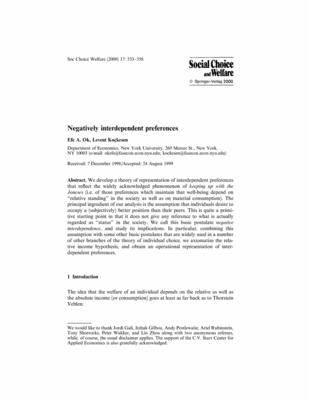 Soc Choice Welfare (2000) 17: 533–558
Social Choice
and Welfare
© Springer-Verlag 2000
Negatively interdependent preferences
Efe A. Ok, Levent Koçkesen
Department of Economics, New York University, 269 Mercer St., New York,
NY 10003 (e-mail: okefe@fasecon.econ.nyu.edu; kockesen@fasecon.econ.nyu.edu)
Received: 7 December 1998/Accepted: 24 August 1999
Abstract. We develop a theory of representation of interdependent preferences
that reflect the widely acknowledged phenomenon of keeping up with the
Joneses (i.e. of those preferences which maintain that well-being depend on
“relative standing” in the society as well as on material consumption). The
principal ingredient of our analysis is the assumption that individuals desire to
occupy a (subjectively) better position than their peers. This is quite a primi-
tive starting point in that it does not give any reference to what is actually
regarded as “status” in the society. We call this basic postulate negative
interdependence, and study its implications. In particular, combining this
assumption with some other basic postulates that are widely used in a number
of other branches of the theory of individual choice, we axiomatize the rela-
tive income hypothesis, and obtain an operational representation of inter-
dependent preferences.
1 Introduction
The idea that the welfare of an individual depends on the relative as well as
the absolute income (or consumption) goes at least as far back as to Thorstein
Veblen:
We would like to thank Jordi Galí, Itzhak Gilboa, Andy Postlewaite, Ariel Rubinstein,
Tony Shorrocks, Peter Wakker, and Lin Zhou along with two anonymous referees,
while, of course, the usual disclaimer applies. The support of the C.V. Starr Center for
Applied Economics is also gratefully acknowledged.